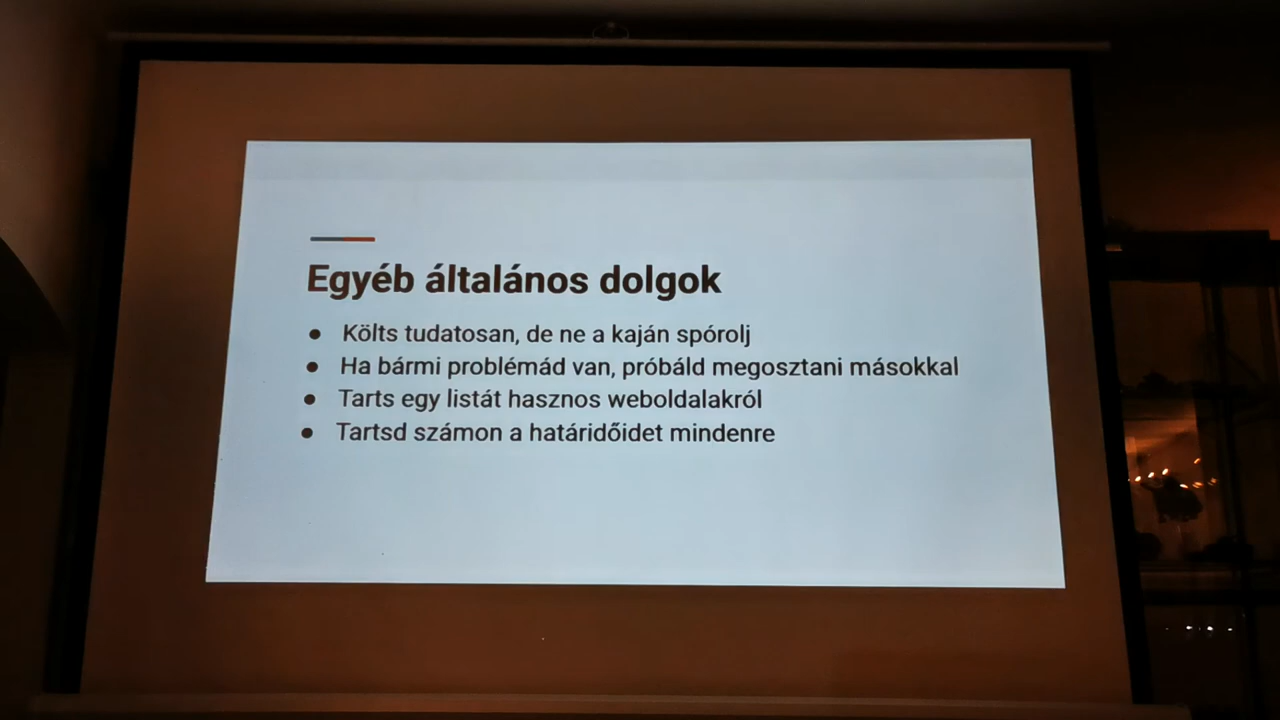 Egyéb általános dolgok
● Költs tudatosan, de ne a kaján spórolj
● Ha bármi problémád van, próbáld megosztani másokkal
● Tarts egy listát hasznos weboldalakról
● Tartsd számon a határidőidet mindenre